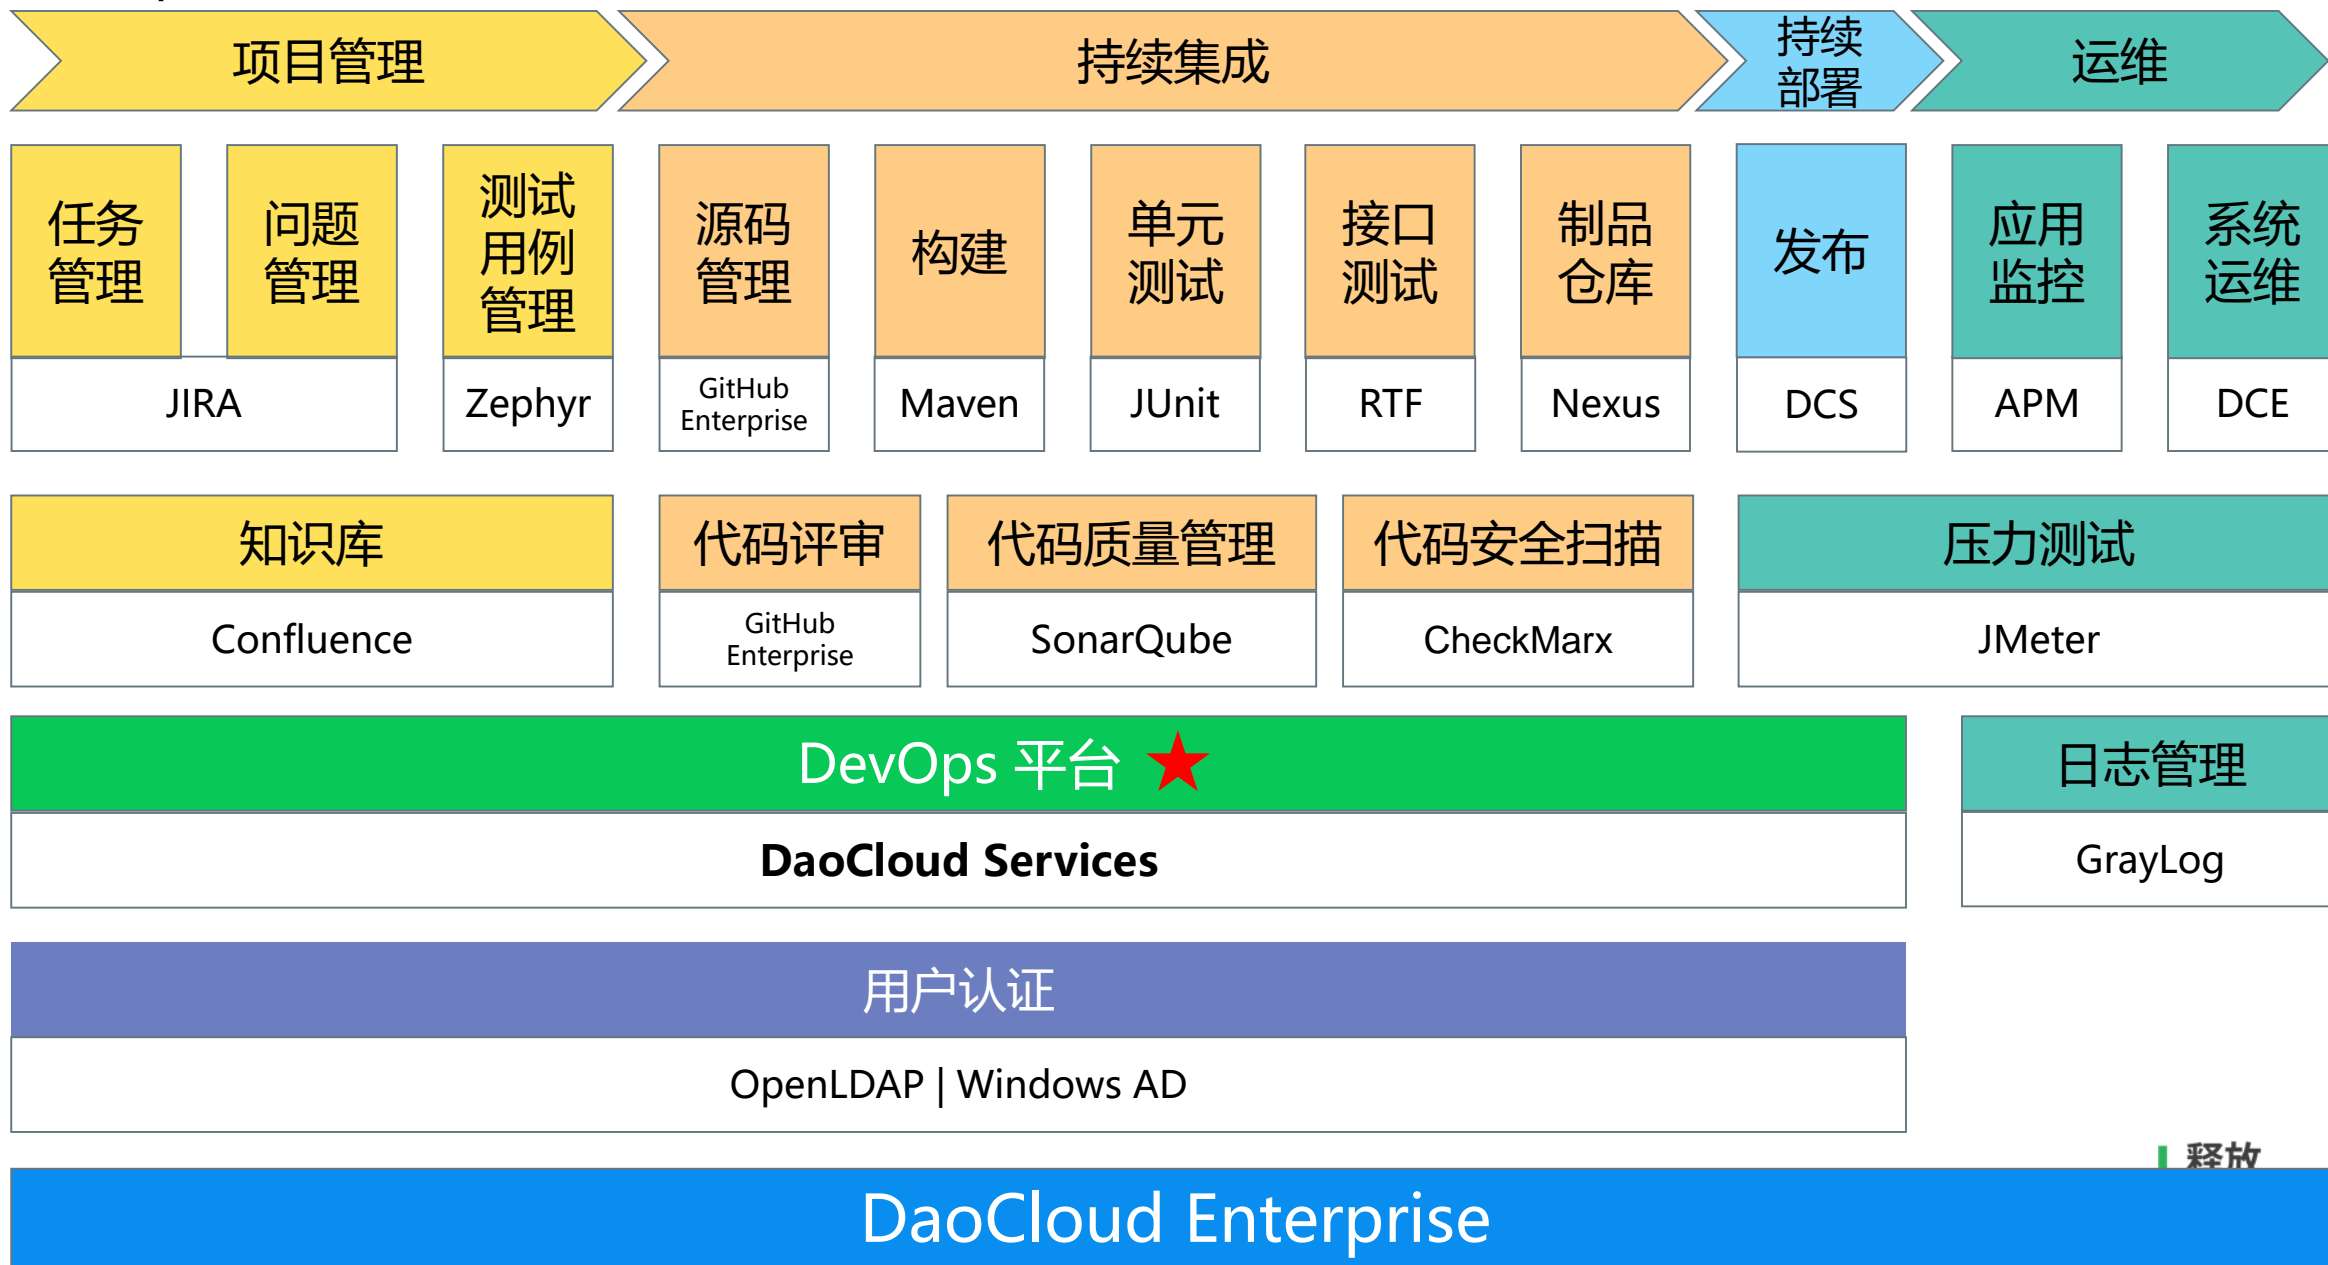 项目管理
持续集成
持续
部署
运维
任务
管理
问题
管理
测试
用例
管理
源码
管理
构建
单元
测试
接口
测试
制品
仓库
发布
应用
监控
系统
运维
JIRA
Zephyr
GitHub
Enterprise
Maven
JUnit
RTF
Nexus
DCS
APM
DCE
知识库
代码评审
代码质量管理
代码安全扫描
压力测试
Confluence
GitHub
Enterprise
SonarQube
CheckMarx
JMeter
DevOps 平台
日志管理
DaoCloud Services
GrayLog
用户认证
OpenLDAP | Windows AD
释放
DaoCloud Enterprise